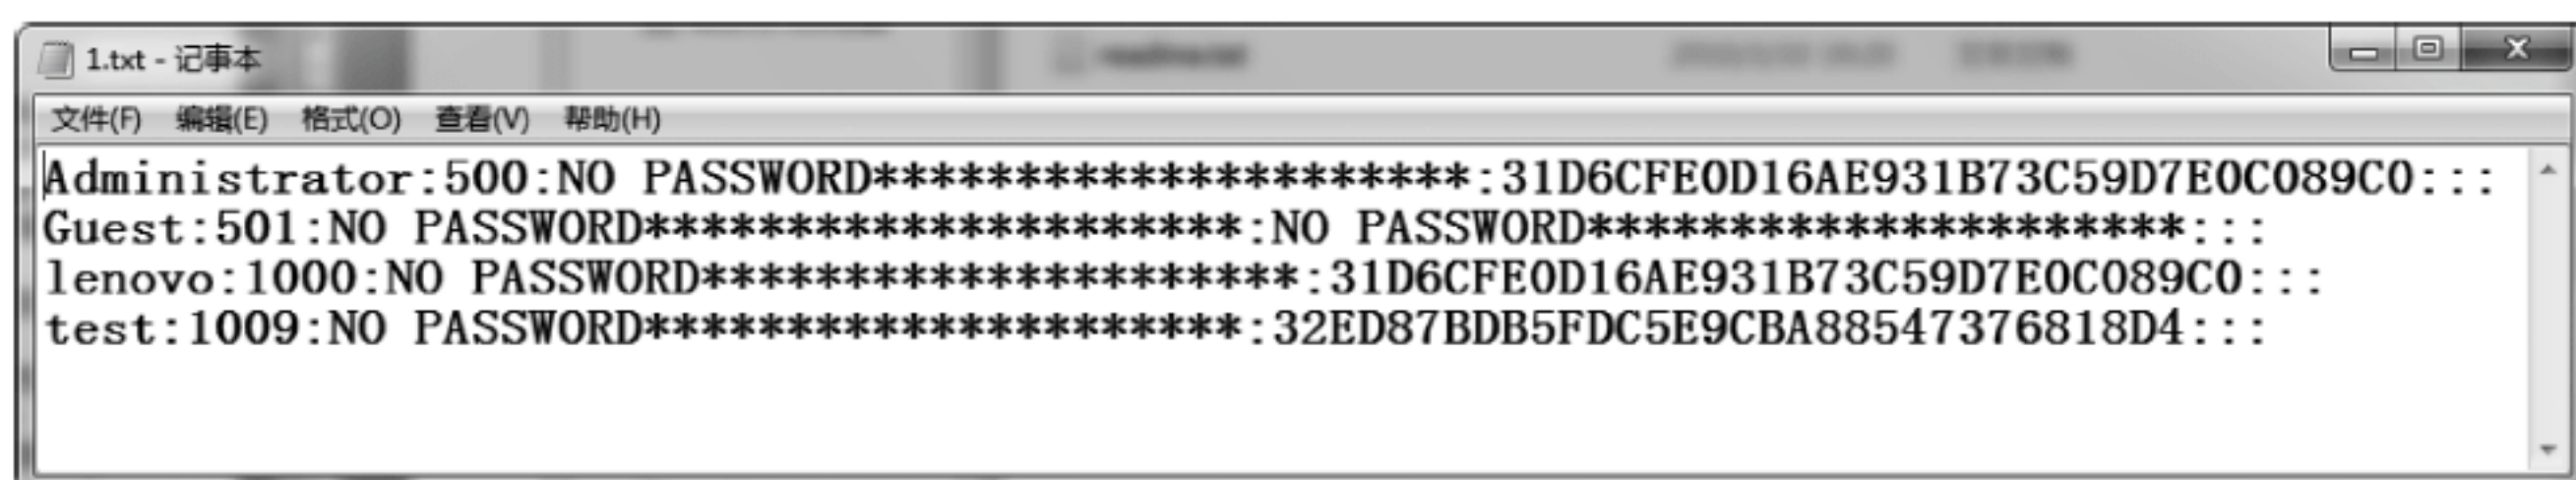 1.txt - 记事本
文件(F) 编辑(E) 格式(O) 查看(V) 帮助(H)
Administrator:500:NO PASSWORD*********************:31D6CFE0D16AE931B73C59D7E0C089C0:::
Guest:501:NO PASSWORD*********************:NO PASSWORD*********************:::
lenovo:1000:NO PASSWORD*********************:31D6CFE0D16AE931B73C59D7E0C089C0:::
test:1009:NO PASSWORD*********************:32ED87BDB5FDC5E9CBA88547376818D4:::